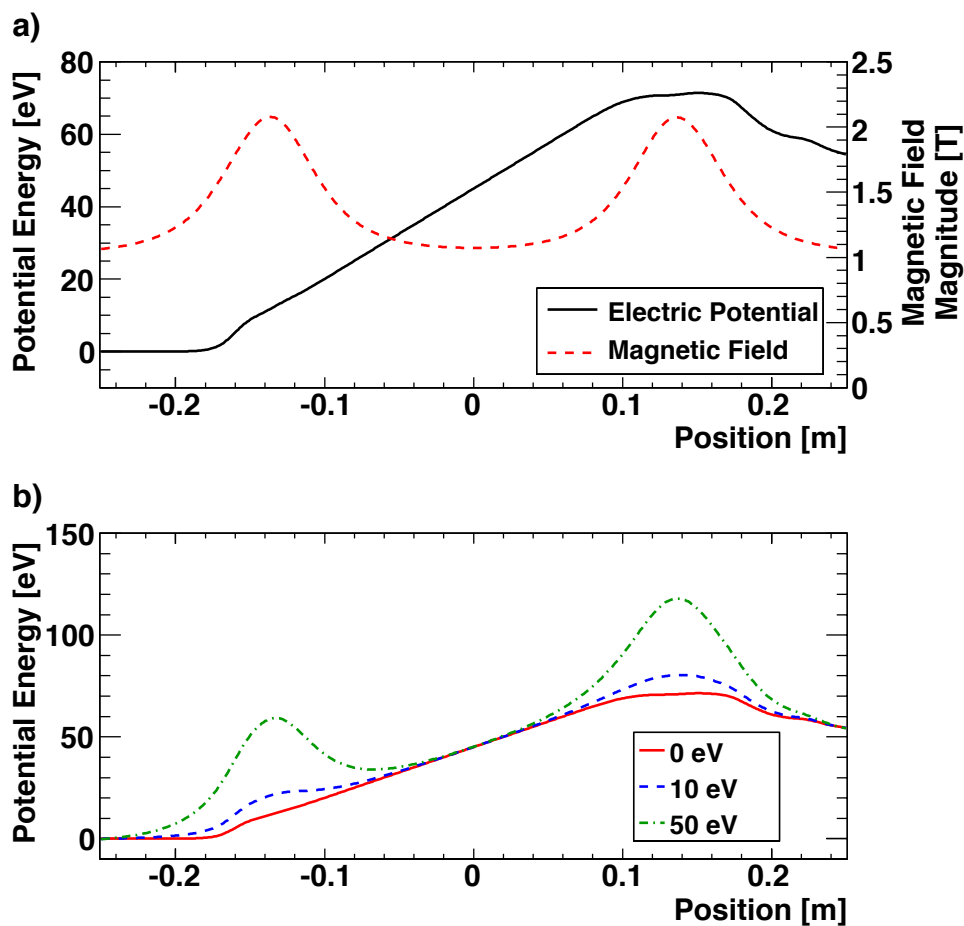 a)
Potential Energy [eV]
80
60
40
20
0
2.5
2
1.5
1
0.5
0
Magnetic Field
Magnitude [T]
Electric Potential
Magnetic Field
-0.2 -0.1 0 0.1 0.2
Position [m]
b)
Potential Energy [eV]
150
100
50
0
0 eV
10 eV
50 eV
-0.2 -0.1 0 0.1 0.2
Position [m]